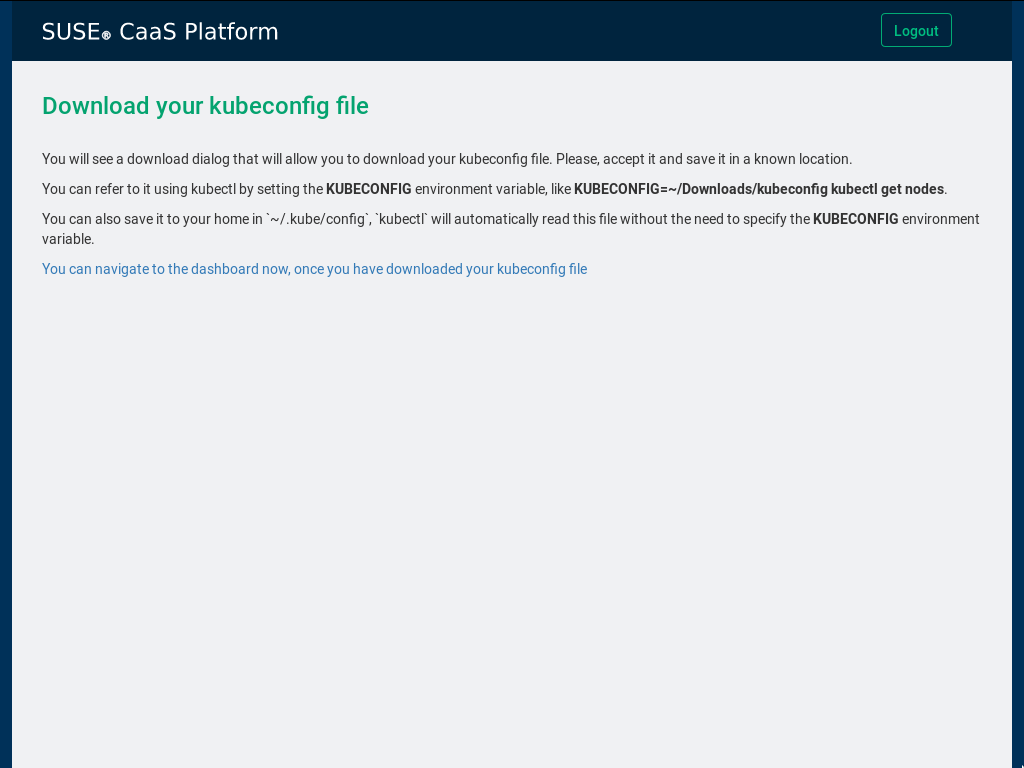 SUSE® CaaS Platform
Logout
Download your kubeconfig file
You will see a download dialog that will allow you to download your kubeconfig file. Please, accept it and save it in a known location.
You can refer to it using kubectl by setting the KUBECONFIG environment variable, like KUBECONFIG=~/Downloads/kubeconfig kubectl get nodes.
You can also save it to your home in `~/.kube/config`, `kubectl` will automatically read this file without the need to specify the KUBECONFIG environment
variable.
You can navigate to the dashboard now, once you have downloaded your kubeconfig file